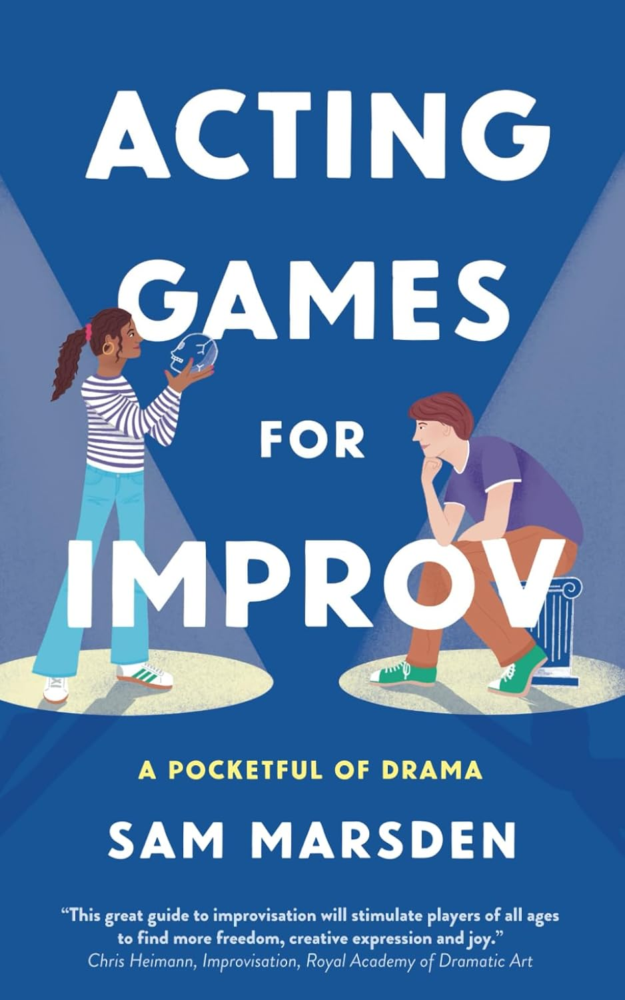 ACTING
GAMES
FOR
IMPROV
A POCKETFUL OF DRAMA
SAM MARSDEN
“This great guide to improvisation will stimulate players of all ages
to find more freedom, creative expression and joy.”
Chris Heimann, Improvisation, Royal Academy of Dramatic Art